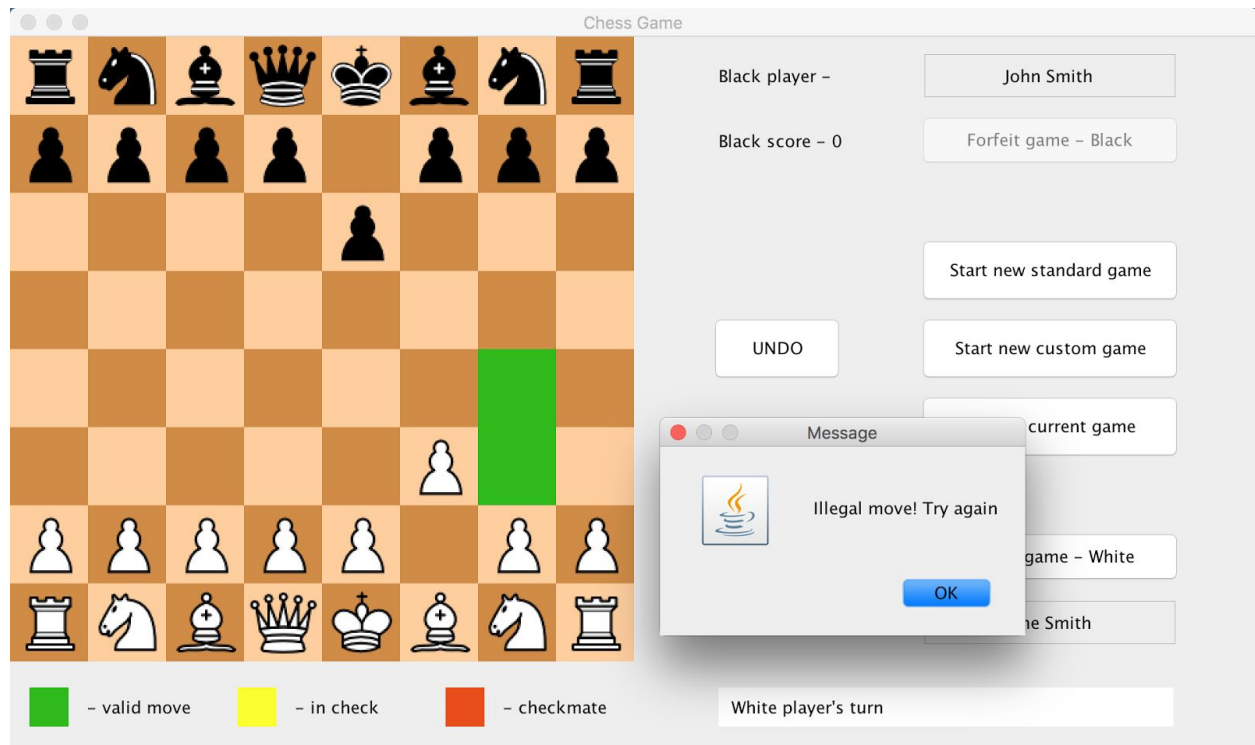 Chess Game
Black player –
John Smith
Black score – 0
Forfeit game – Black
Start new standard game
UNDO
Start new custom game
current game
Message
Illegal move! Try again
OK
game – White
Smith
– valid move
– in check
– checkmate
White player's turn